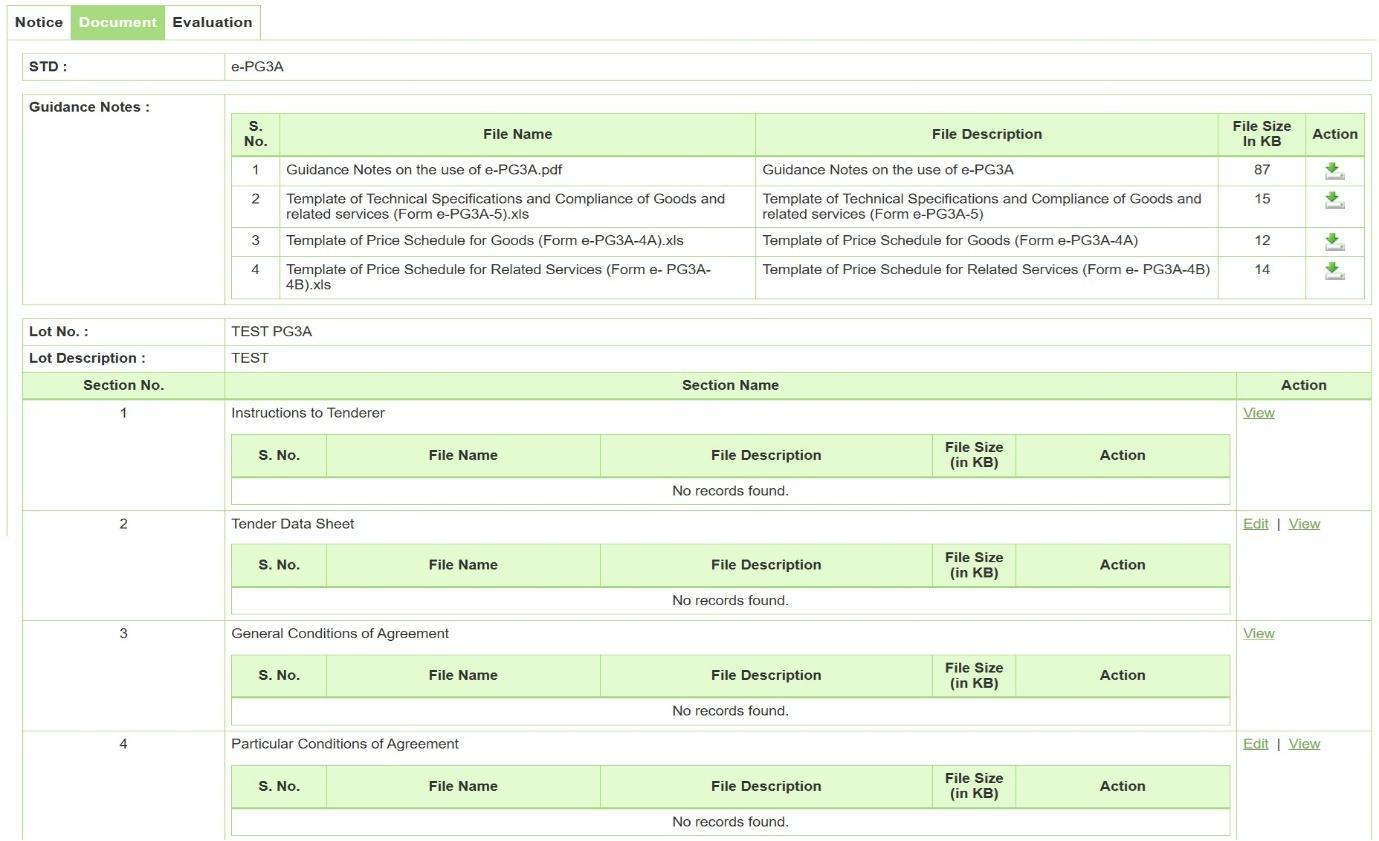 Notice Document Evaluation
STD : e-PG3A
Guidance Notes :
S. No. File Name File Description File Size In KB Action
1 Guidance Notes on the use of e-PG3A.pdf Guidance Notes on the use of e-PG3A 87
2 Template of Technical Specifications and Compliance of Goods and Template of Technical Specifications and Compliance of Goods and 15
related services (Form e-PG3A-5).xls related services (Form e-PG3A-5)
3 Template of Price Schedule for Goods (Form e-PG3A-4A).xls Template of Price Schedule for Goods (Form e-PG3A-4A) 12
4 Template of Price Schedule for Related Services (Form e- PG3A- Template of Price Schedule for Related Services (Form e- PG3A-4B) 14
4B).xls
Lot No. : TEST PG3A
Lot Description : TEST
Section No. Section Name Action
1 Instructions to Tenderer View
S. No. File Name File Description File Size (in KB) Action
No records found.
2 Tender Data Sheet Edit | View
S. No. File Name File Description File Size (in KB) Action
No records found.
3 General Conditions of Agreement View
S. No. File Name File Description File Size (in KB) Action
No records found.
4 Particular Conditions of Agreement Edit | View
S. No. File Name File Description File Size (in KB) Action
No records found.